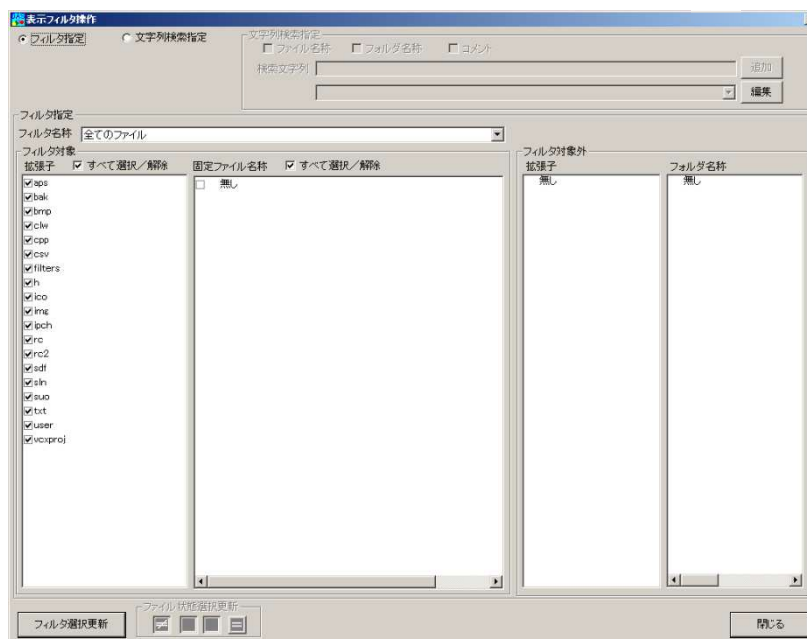 表示フィルタ操作
フィルタ指定 文字列検索指定 文字列検索指定
ファイル名称 フォルダ名称 コメント
検索文字列 追加
編集
フィルタ指定
フィルタ名称 全てのファイル
フィルタ対象 フィルタ対象外
拡張子 すべて選択/解除 固定ファイル名称 すべて選択/解除 拡張子 フォルダ名称
aps 無し 無し 無し
bak
bmp
clw
cpp
csv
filters
h
ico
img
ipch
rc
rc2
sdf
sln
suo
txt
user
vcxproj
フィルタ選択更新 ファイル状態選択更新 閉じる